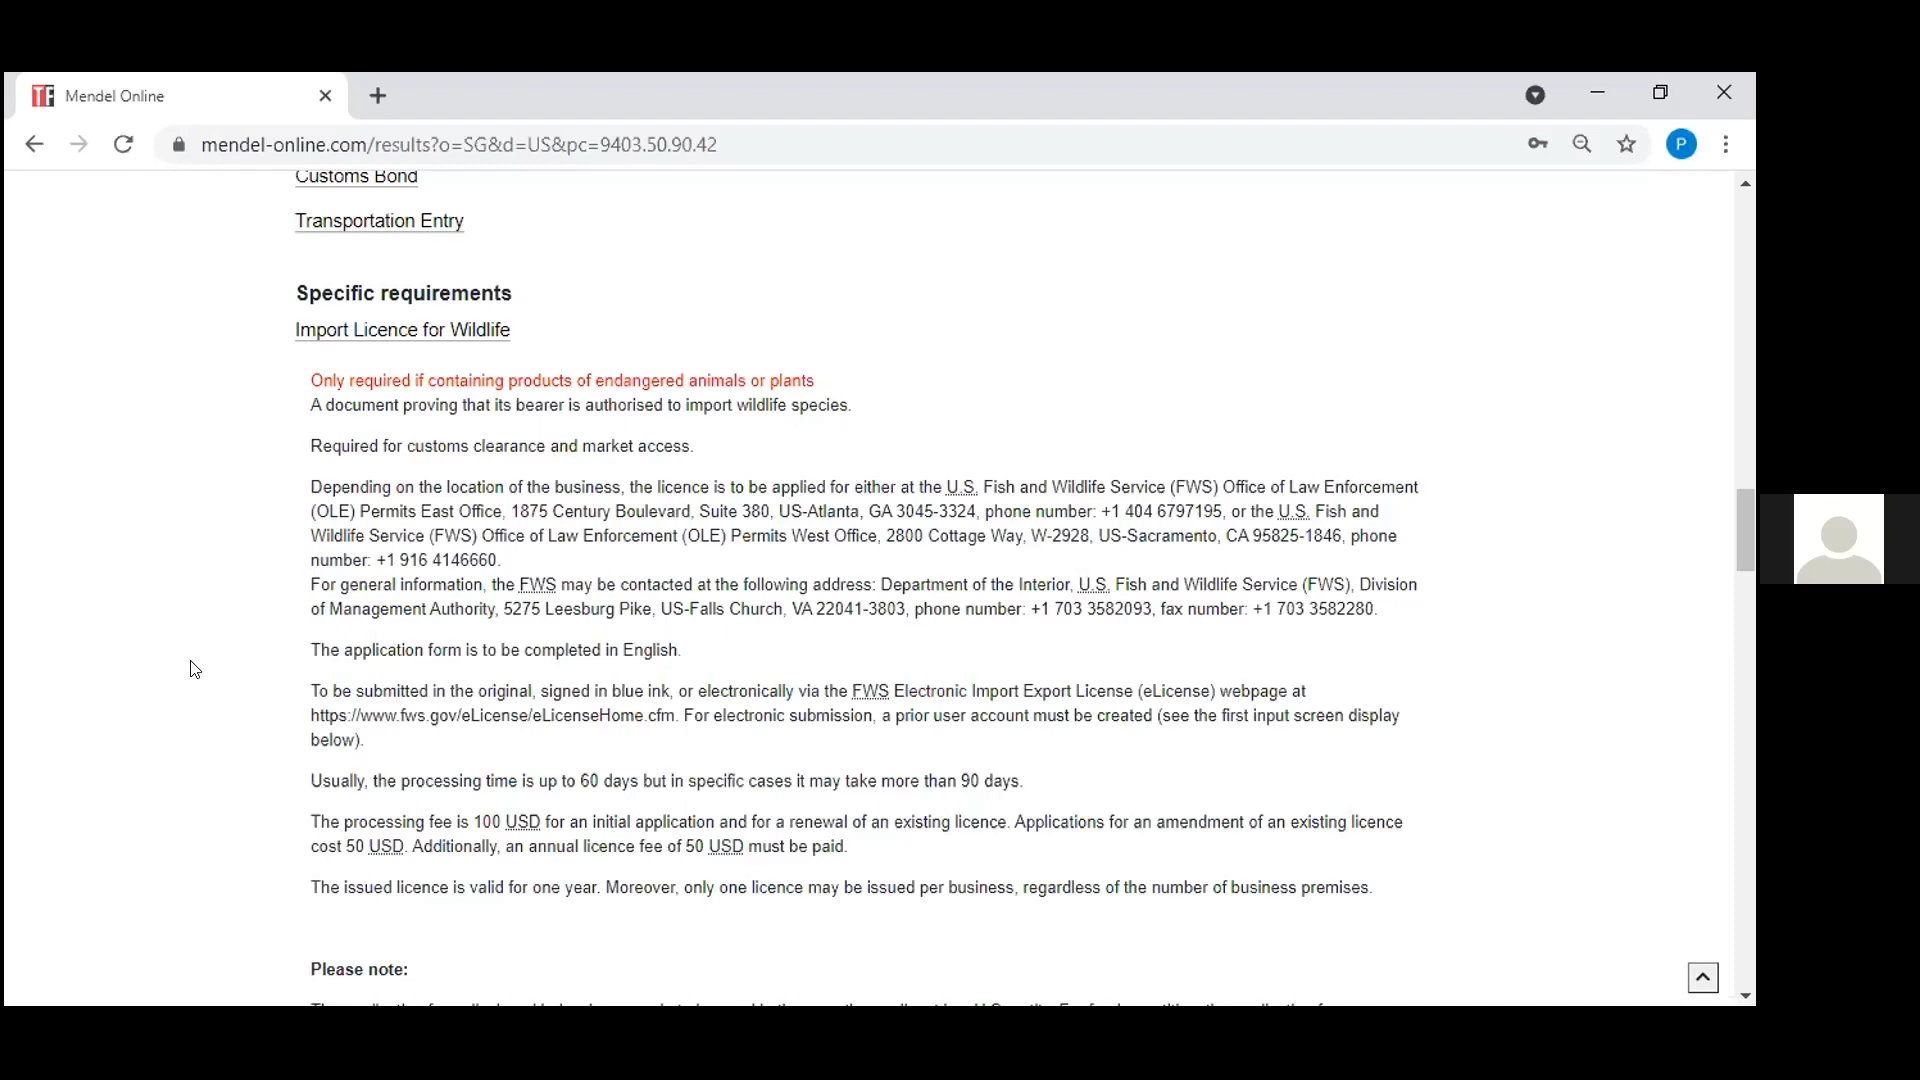 Mendel Online
mendel-online.com/results?o=SG&d=US&pc=9403.50.90.42
P
Customs Bond
Transportation Entry
Specific requirements
Import Licence for Wildlife
Only required if containing products of endangered animals or plants
A document proving that its bearer is authorised to import wildlife species.
Required for customs clearance and market access.
Depending on the location of the business, the licence is to be applied for either at the U.S. Fish and Wildlife Service (FWS) Office of Law Enforcement
(OLE) Permits East Office, 1875 Century Boulevard, Suite 380, US-Atlanta, GA 3045-3324, phone number: +1 404 6797195, or the U.S. Fish and
Wildlife Service (FWS) Office of Law Enforcement (OLE) Permits West Office, 2800 Cottage Way, W-2928, US-Sacramento, CA 95825-1846, phone
number: +1 916 4146660.
For general information, the FWS may be contacted at the following address: Department of the Interior, U.S. Fish and Wildlife Service (FWS), Division
of Management Authority, 5275 Leesburg Pike, US-Falls Church, VA 22041-3803, phone number: +1 703 3582093, fax number: +1 703 3582280.
The application form is to be completed in English.
To be submitted in the original, signed in blue ink, or electronically via the FWS Electronic Import Export License (eLicense) webpage at
https://www.fws.gov/eLicense/eLicenseHome.cfm. For electronic submission, a prior user account must be created (see the first input screen display
below).
Usually, the processing time is up to 60 days but in specific cases it may take more than 90 days.
The processing fee is 100 USD for an initial application and for a renewal of an existing licence. Applications for an amendment of an existing licence
cost 50 USD. Additionally, an annual licence fee of 50 USD must be paid.
The issued licence is valid for one year. Moreover, only one licence may be issued per business, regardless of the number of business premises.
Please note: